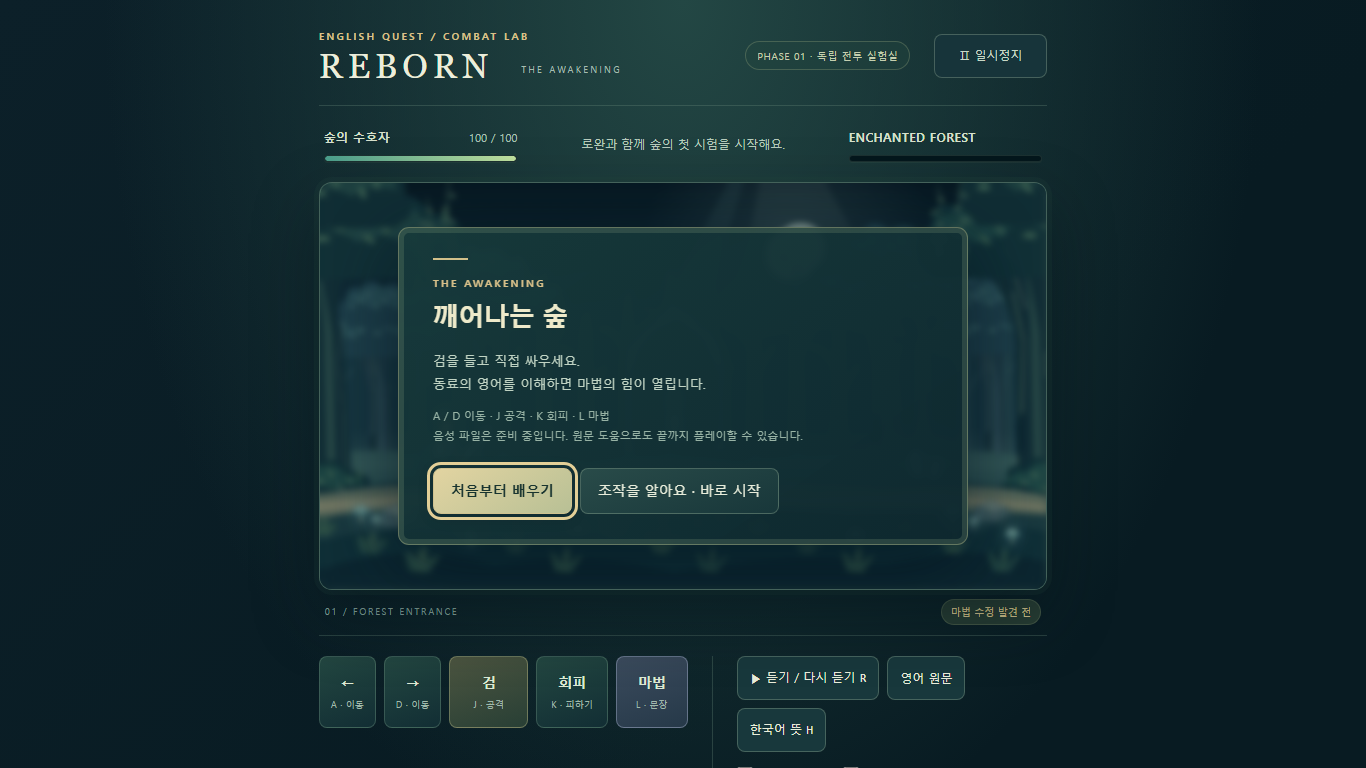 ENGLISH QUEST / COMBAT LAB
REBORN THE AWAKENING
PHASE 01 · 독립 전투 실험실
Ⅱ 일시정지
숲의 수호자 100 / 100
로완과 함께 숲의 첫 시험을 시작해요.
ENCHANTED FOREST
THE AWAKENING
깨어나는 숲
검을 들고 직접 싸우세요.
동료의 영어를 이해하면 마법의 힘이 열립니다.
A / D 이동 · J 공격 · K 회피 · L 마법
음성 파일은 준비 중입니다. 원문 도움으로도 끝까지 플레이할 수 있습니다.
처음부터 배우기
조작을 알아요 · 바로 시작
01 / FOREST ENTRANCE
마법 수정 발견 전
←
A · 이동
→
D · 이동
검
J · 공격
회피
K · 피하기
마법
L · 문장
▶ 듣기 / 다시 듣기 R
영어 원문
한국어 뜻 H